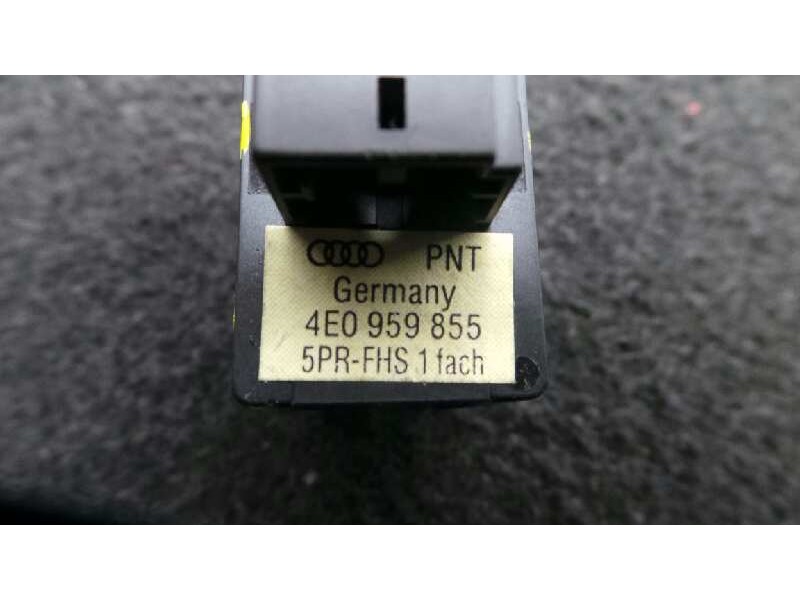 PNT
Germany
4E0 959 855
5PR-FHS 1 fach